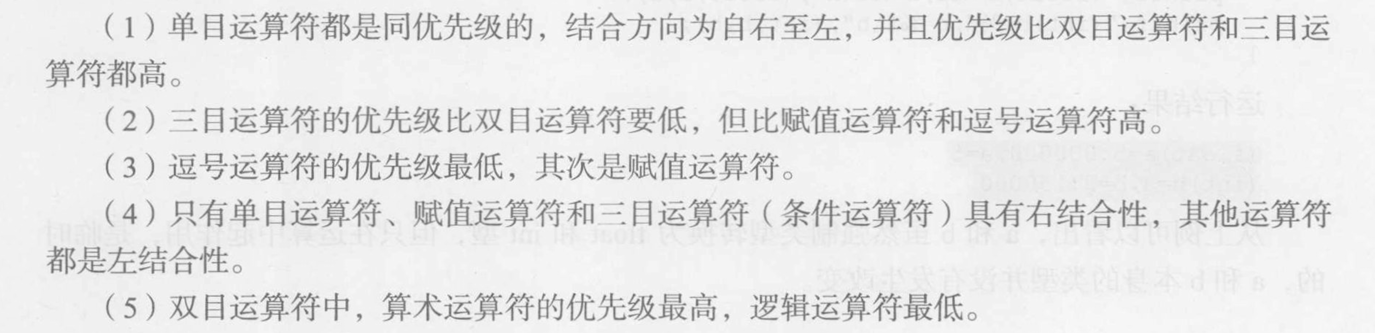 （1）单目运算符都是同优先级的，结合方向为自右至左，并且优先级比双目运算符和三目运
算符都高。
（2）三目运算符的优先级比双目运算符要低，但比赋值运算符和逗号运算符高。
（3）逗号运算符的优先级最低，其次是赋值运算符。
（4）只有单目运算符、赋值运算符和三目运算符（条件运算符）具有右结合性，其他运算符
都是左结合性。
（5）双目运算符中，算术运算符的优先级最高，逻辑运算符最低。